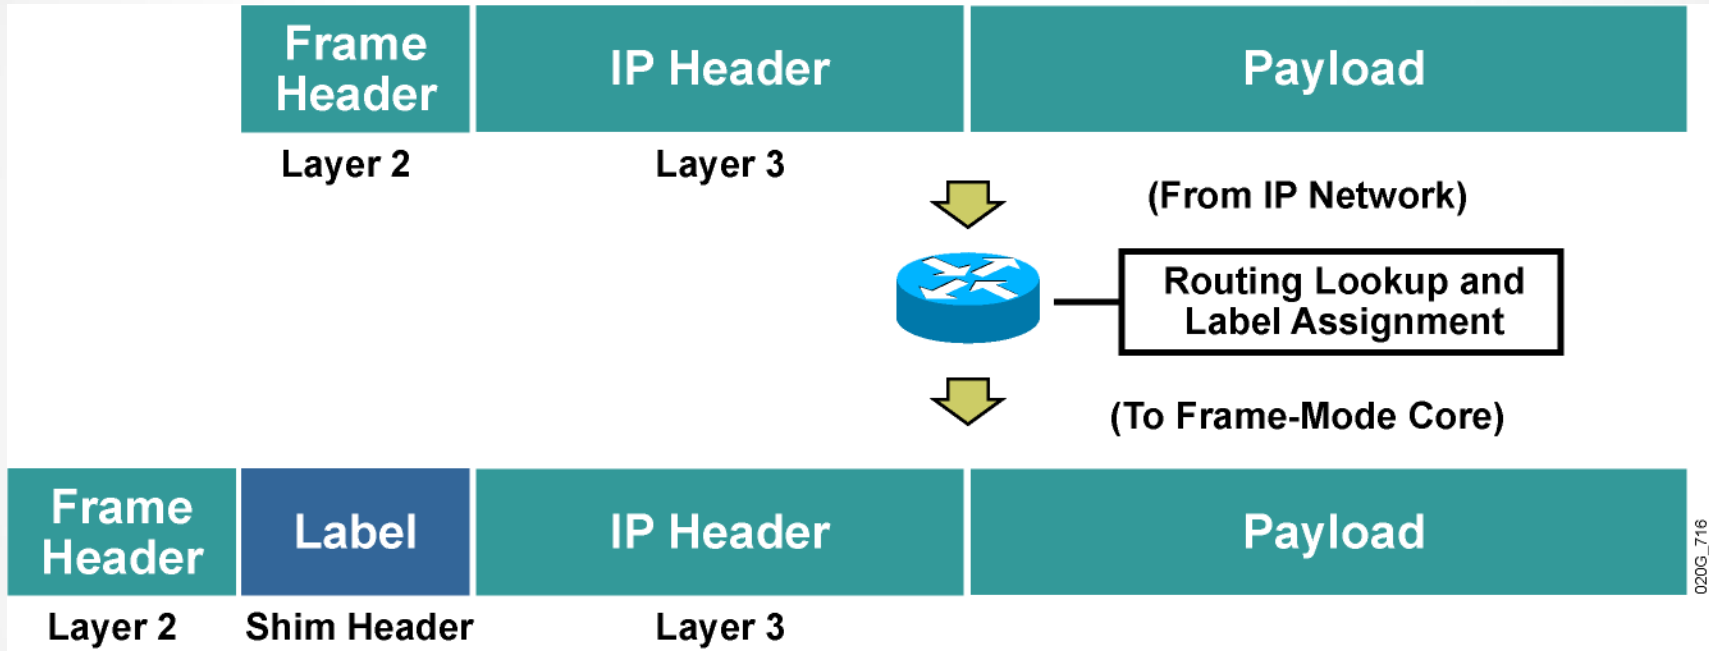 Frame
Header
IP Header
Payload
Layer 2
Layer 3
(From IP Network)
Routing Lookup and
Label Assignment
(To Frame-Mode Core)
Frame
Header
Label
IP Header
Payload
Layer 2
Shim Header
Layer 3
020G_716